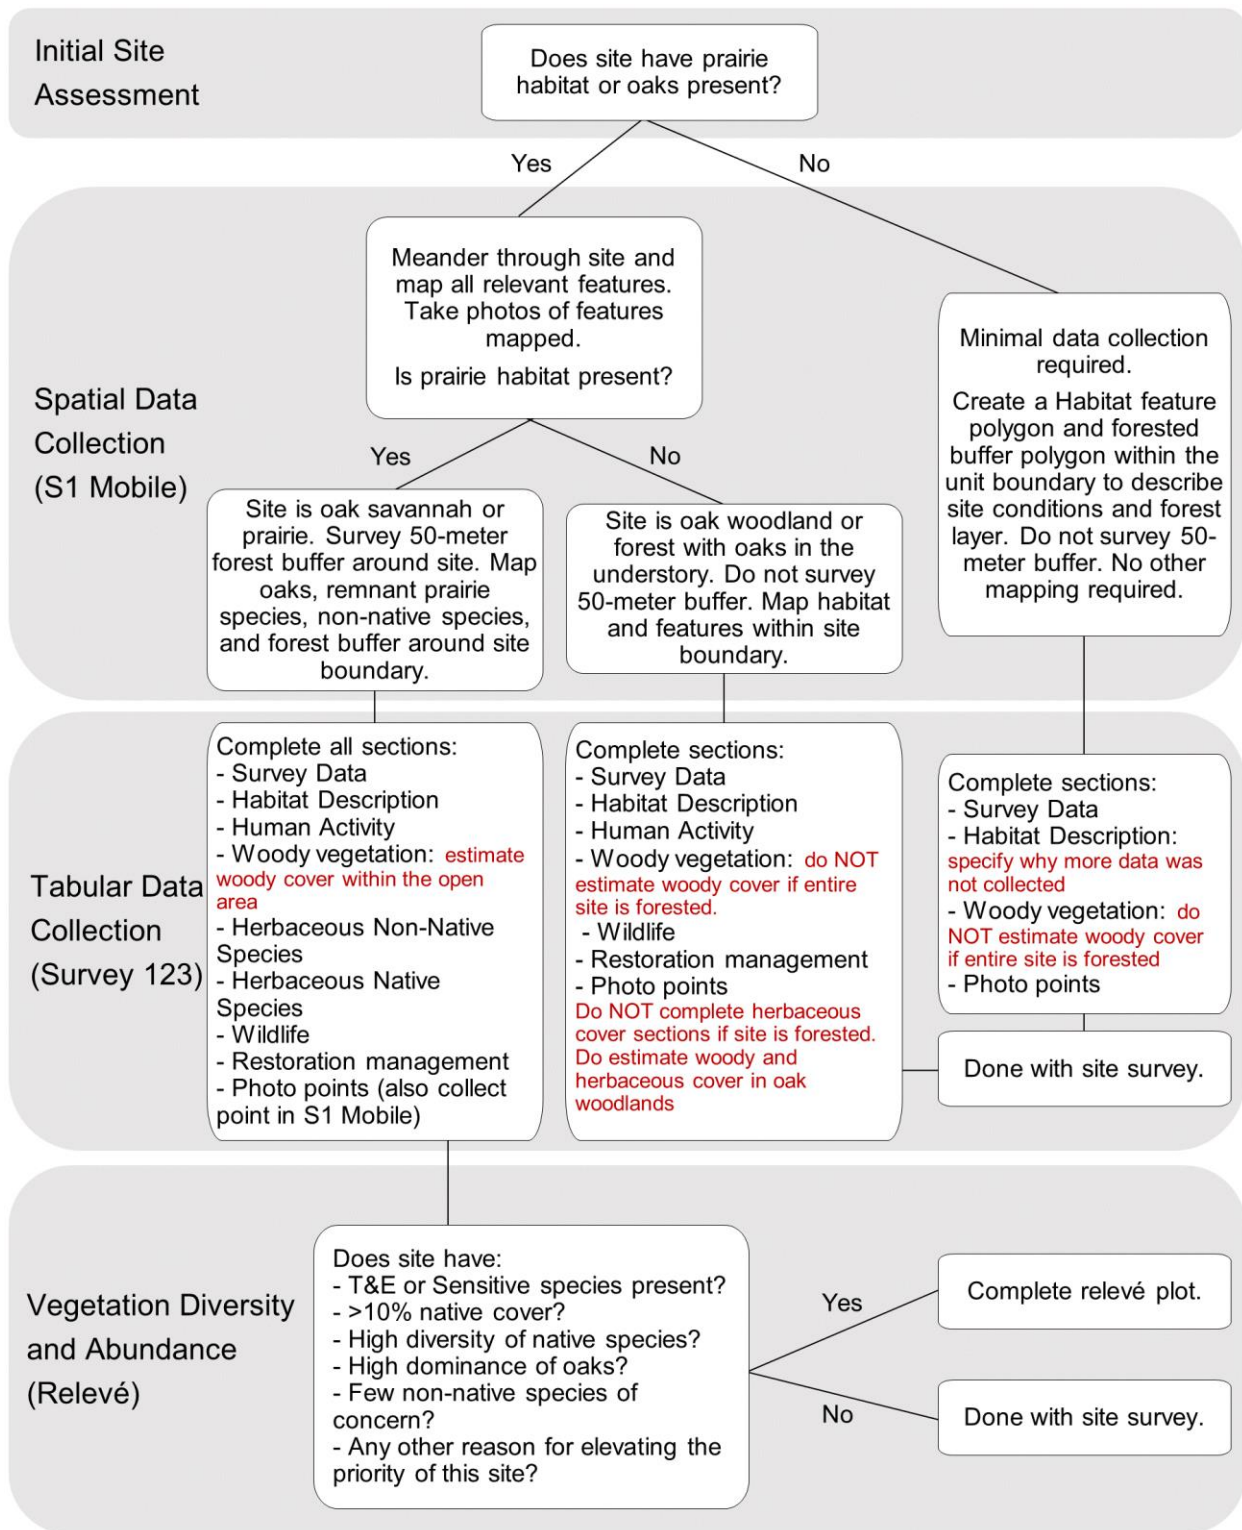 Initial Site
Assessment
Does site have prairie
habitat or oaks present?
Yes
No
Spatial Data
Collection
(S1 Mobile)
Meander through site and
map all relevant features.
Take photos of features
mapped.
Is prairie habitat present?
Yes
No
Site is oak savannah or
prairie. Survey 50-meter
forest buffer around site. Map
oaks, remnant prairie
species, non-native species,
and forest buffer around site
boundary.
Site is oak woodland or
forest with oaks in the
understory. Do not survey
50-meter buffer. Map habitat
and features within site
boundary.
Minimal data collection
required.
Create a Habitat feature
polygon and forested
buffer polygon within the
unit boundary to describe
site conditions and forest
layer. Do not survey 50-
meter buffer. No other
mapping required.
Tabular Data
Collection
(Survey 123)
Complete all sections:
- Survey Data
- Habitat Description
- Human Activity
- Woody vegetation: estimate
woody cover within the open
area
- Herbaceous Non-Native
Species
- Herbaceous Native
Species
- Wildlife
- Restoration management
- Photo points (also collect
point in S1 Mobile)
Complete sections:
- Survey Data
- Habitat Description
- Human Activity
- Woody vegetation: do NOT
estimate woody cover if entire
site is forested.
- Wildlife
- Restoration management
- Photo points
Do NOT complete herbaceous
cover sections if site is forested.
Do estimate woody and
herbaceous cover in oak
woodlands
Complete sections:
- Survey Data
- Habitat Description:
specify why more data was
not collected
- Woody vegetation: do
NOT estimate woody cover
if entire site is forested
- Photo points
Done with site survey.
Vegetation Diversity
and Abundance
(Relevé)
Does site have:
- T&E or Sensitive species present?
- >10% native cover?
- High diversity of native species?
- High dominance of oaks?
- Few non-native species of
concern?
- Any other reason for elevating the
priority of this site?
Yes
No
Complete relevé plot.
Done with site survey.